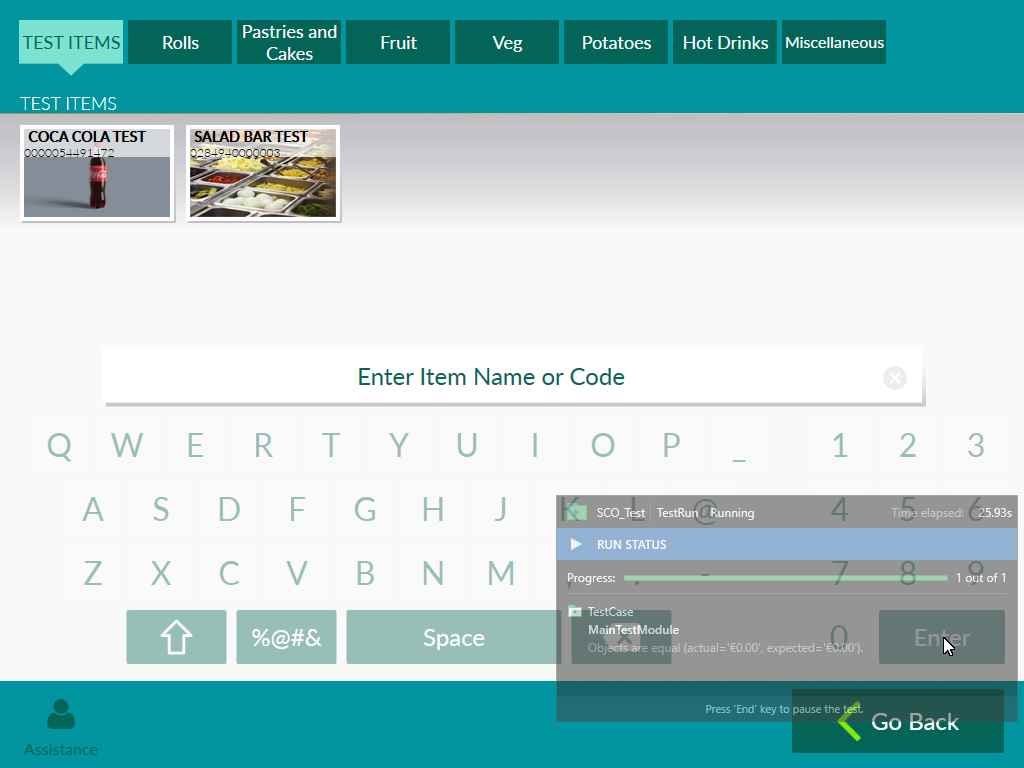 TEST ITEMS
Rolls
Pastries and
Cakes
Fruit
Veg
Potatoes
Hot Drinks
Miscellaneous
TEST ITEMS
COCA COLA TEST
0000054491472
SALAD BAR TEST
0284940000003
Enter Item Name or Code
Q W E R T Y U I O P _ 1 2 3
A S D F G H J K L @ 4 5 6
Z X C V B N M , . - 7 8 9
%@#&
Space
0
Enter
SCO_Test
TestRun
Running
Time elapsed: 25.93s
RUN STATUS
Progress: 1 out of 1
TestCase
MainTestModule
Objects are equal (actual='€0.00', expected='€0.00').
Press 'End' key to pause the test.
Assistance
Go Back